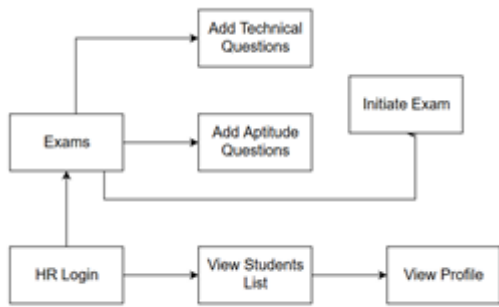 Add Technical
Questions
Initiate Exam
Exams
Add Aptitude
Questions
HR Login
View Students
List
View Profile